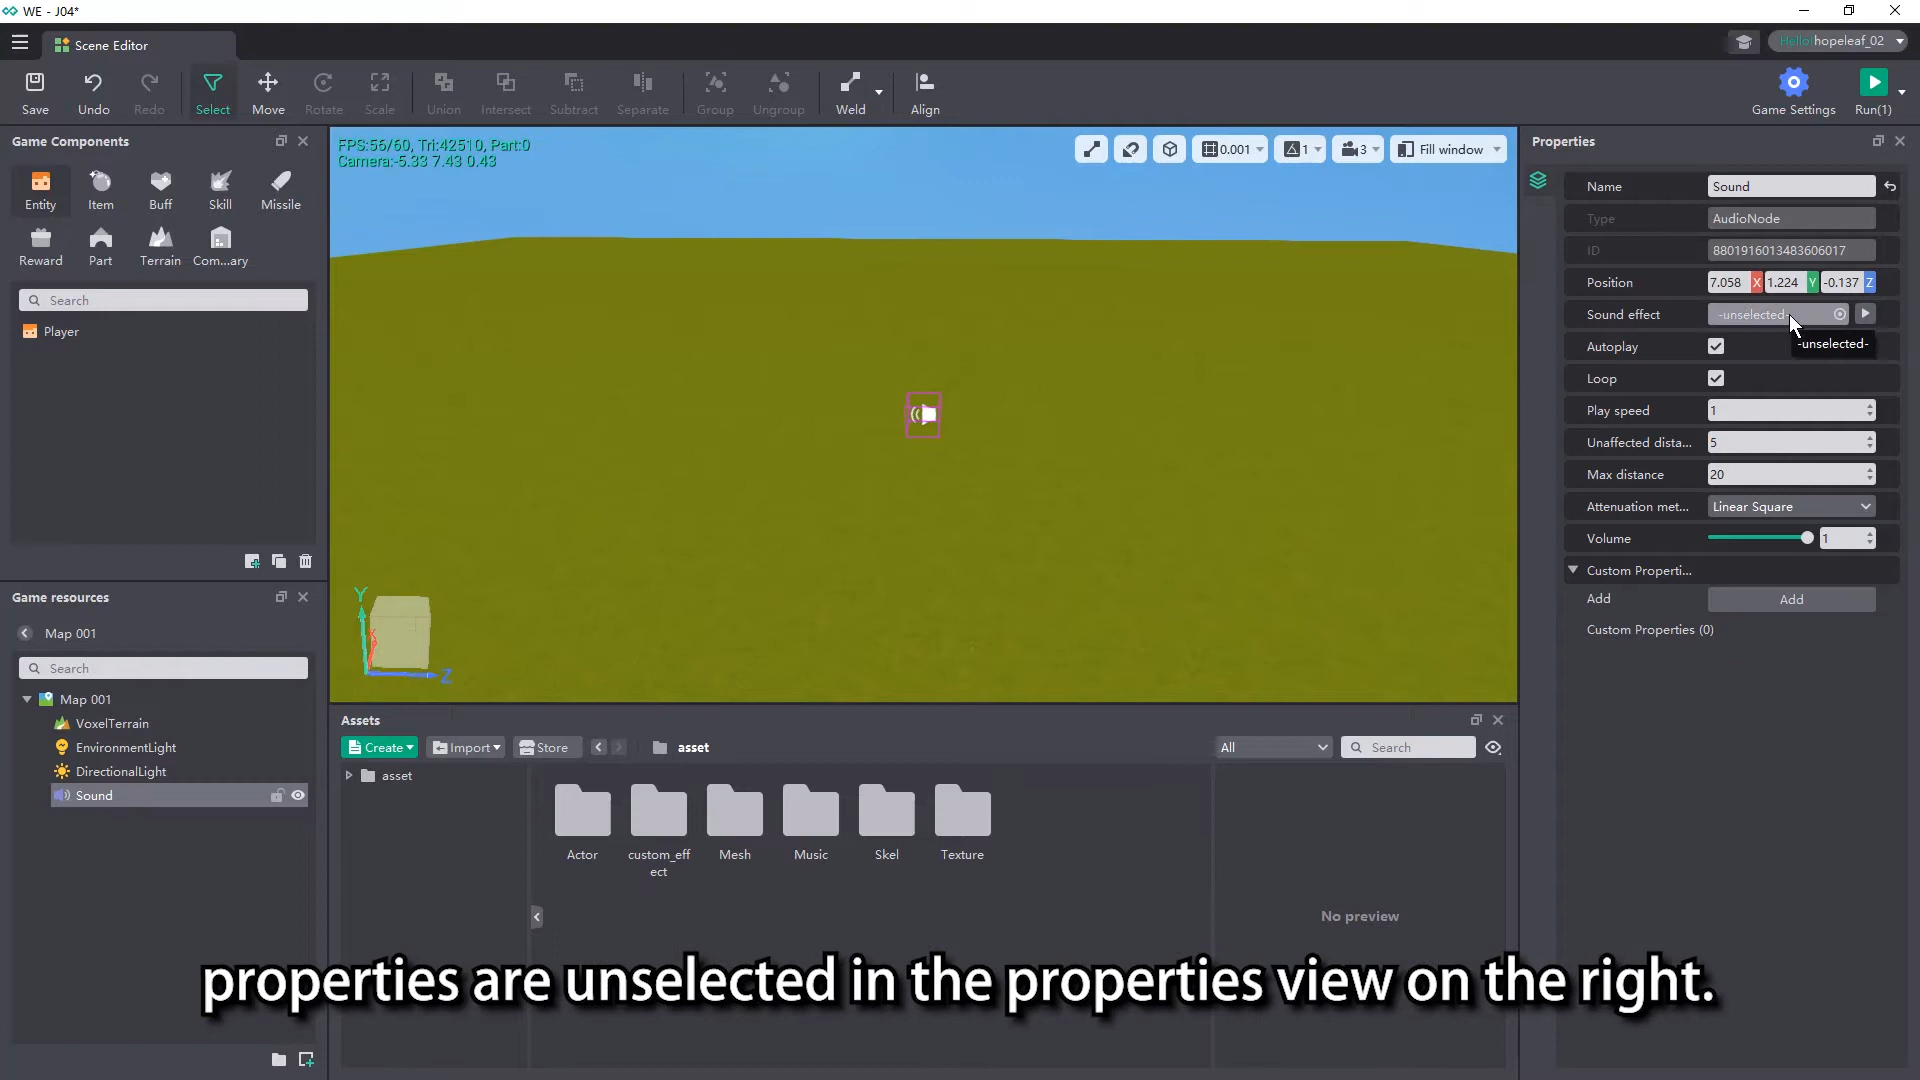 WE - J04*
Scene Editor
Hello!hopeleaf_02
Save
Undo
Redo
Select
Move
Rotate
Scale
Union
Intersect
Subtract
Separate
Group
Ungroup
Weld
Align
Game Settings
Run(1)
Game Components
Entity
Item
Buff
Skill
Missile
Reward
Part
Terrain
Com...ary
Search
Player
FPS:56/60, Tri:42510, Part:0
Camera:-5.33 7.43 0.43
0.001
1
3
Fill window
Y
X
Z
Properties
Name Sound
Type AudioNode
ID 8801916013483606017
Position 7.058 X 1.224 Y -0.137 Z
Sound effect -unselected-
-unselected-
Autoplay
Loop
Play speed 1
Unaffected dista... 5
Max distance 20
Attenuation met... Linear Square
Volume 1
Custom Properti...
Add Add
Custom Properties (0)
Game resources
Map 001
Search
Map 001
VoxelTerrain
EnvironmentLight
DirectionalLight
Sound
Assets
Create
Import
Store
asset
All
Search
asset
Actor
custom_eff
ect
Mesh
Music
Skel
Texture
No preview
properties are unselected in the properties view on the right.